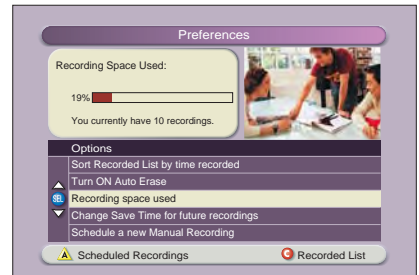 Preferences
Recording Space Used:
19%
You currently have 10 recordings.
Options
Sort Recorded List by time recorded
Turn ON Auto Erase
SEL
Recording space used
Change Save Time for future recordings
Schedule a new Manual Recording
A Scheduled Recordings
C Recorded List